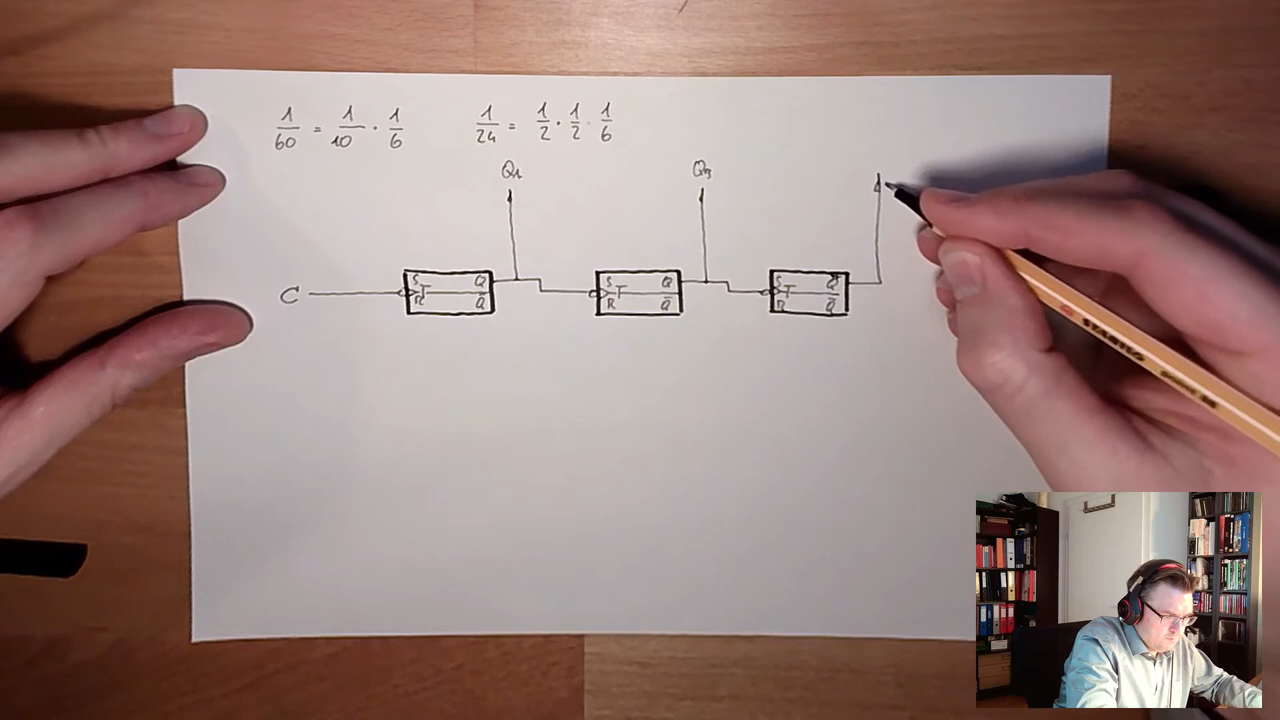 1/60 = 1/10 · 1/6    1/24 = 1/2 · 1/2 · 1/6
Q1 Q3
C
S T Q S T Q S T Q
R Q̅ R Q̅ R Q̅
STABILO